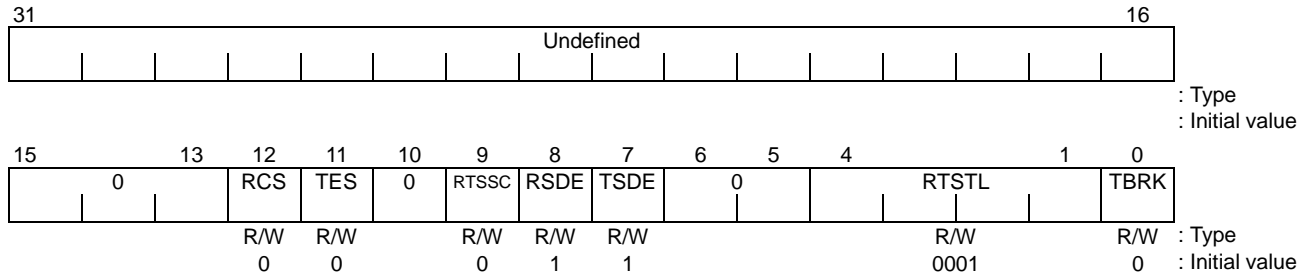 31 16
Undefined
: Type
: Initial value
15 13 12 11 10 9 8 7 6 5 4 1 0
0 RCS TES 0 RTSSC RSDE TSDE 0 RTSTL TBRK
R/W R/W R/W R/W R/W R/W R/W : Type
0 0 0 1 1 0001 0 : Initial value